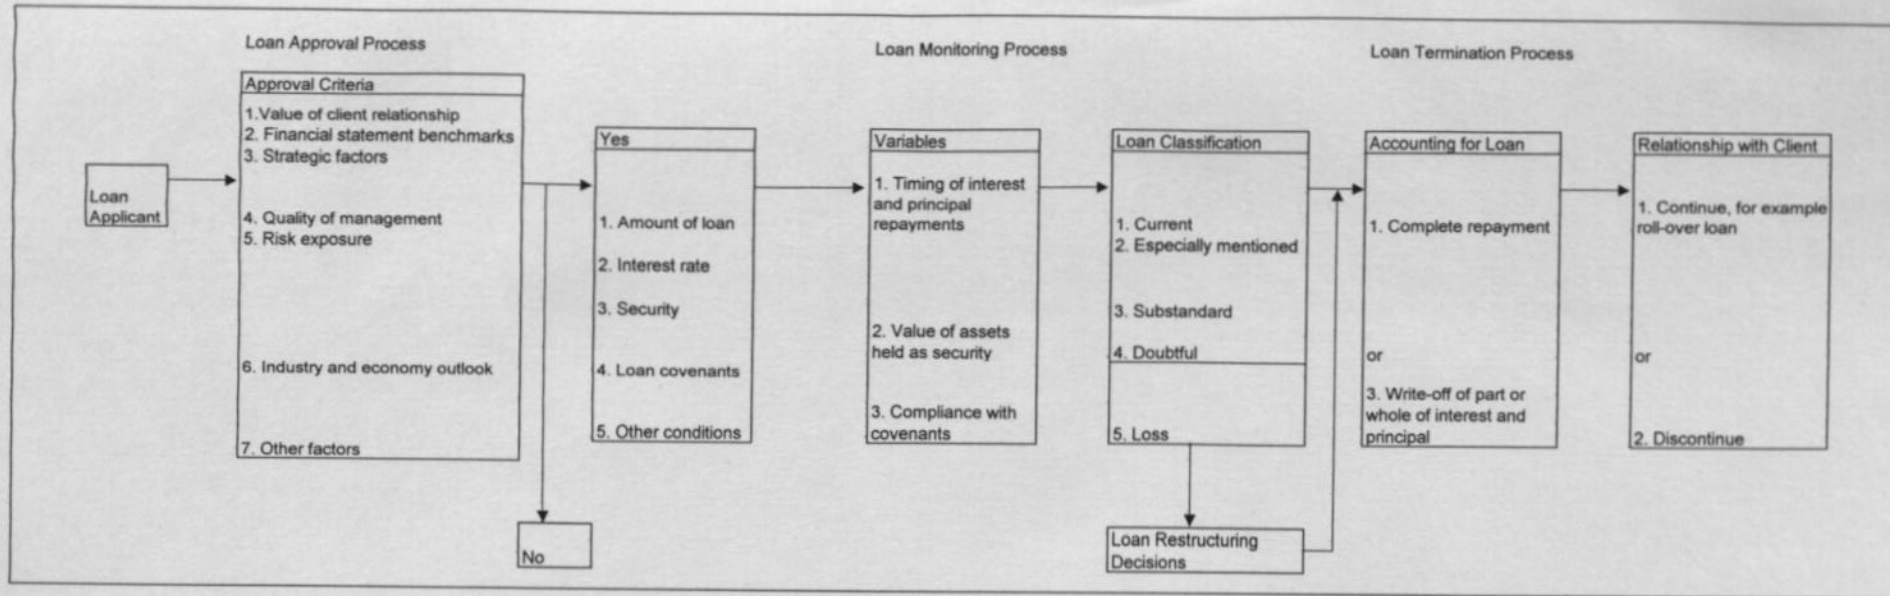 Loan Approval Process
Loan Monitoring Process
Loan Termination Process
Loan
Applicant
Approval Criteria
1.Value of client relationship
2. Financial statement benchmarks
3. Strategic factors
4. Quality of management
5. Risk exposure
6. Industry and economy outlook
7. Other factors
No
Yes
1. Amount of loan
2. Interest rate
3. Security
4. Loan covenants
5. Other conditions
Variables
1. Timing of interest
and principal
repayments
2. Value of assets
held as security
3. Compliance with
covenants
Loan Classification
1. Current
2. Especially mentioned
3. Substandard
4. Doubtful
5. Loss
Loan Restructuring
Decisions
Accounting for Loan
1. Complete repayment
or
3. Write-off of part or
whole of interest and
principal
Relationship with Client
1. Continue, for example
roll-over loan
or
2. Discontinue